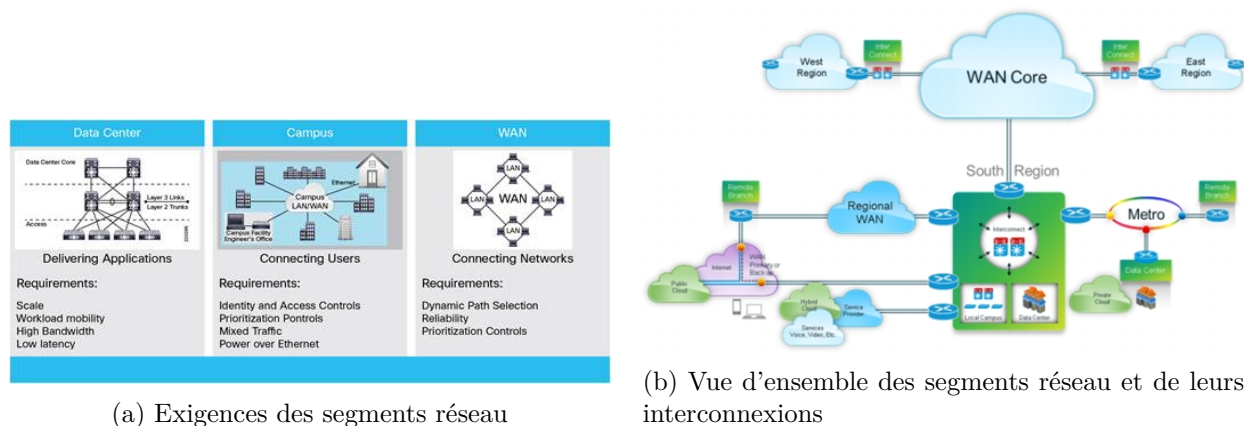 Data Center
Data Center Core
Layer 3 Links
Layer 2 Trunks
Access
Delivering Applications
Requirements:
Scale
Workload mobility
High Bandwidth
Low latency
Campus
Ethernet
Campus
LAN/WAN
Campus Facility
Engineer's Office
Connecting Users
Requirements:
Identity and Access Controls
Prioritization Pontrols
Mixed Traffic
Power over Ethernet
WAN
LAN
LAN
WAN
LAN
LAN
Connecting Networks
Requirements:
Dynamic Path Selection
Reliability
Prioritization Controls
(a) Exigences des segments réseau
West
Region
Inter
Connect
WAN Core
Inter
Connect
East
Region
South Region
Remote
Branch
Regional
WAN
Interconnect
Metro
Remote
Branch
Internet
WAN
Primary or
Back up
Public
Cloud
Hybrid
Cloud
Service
Provider
Services
Voice, Video, Etc.
Local Campus
Data Center
Data Center
Private
Cloud
(b) Vue d'ensemble des segments réseau et de leurs
interconnexions